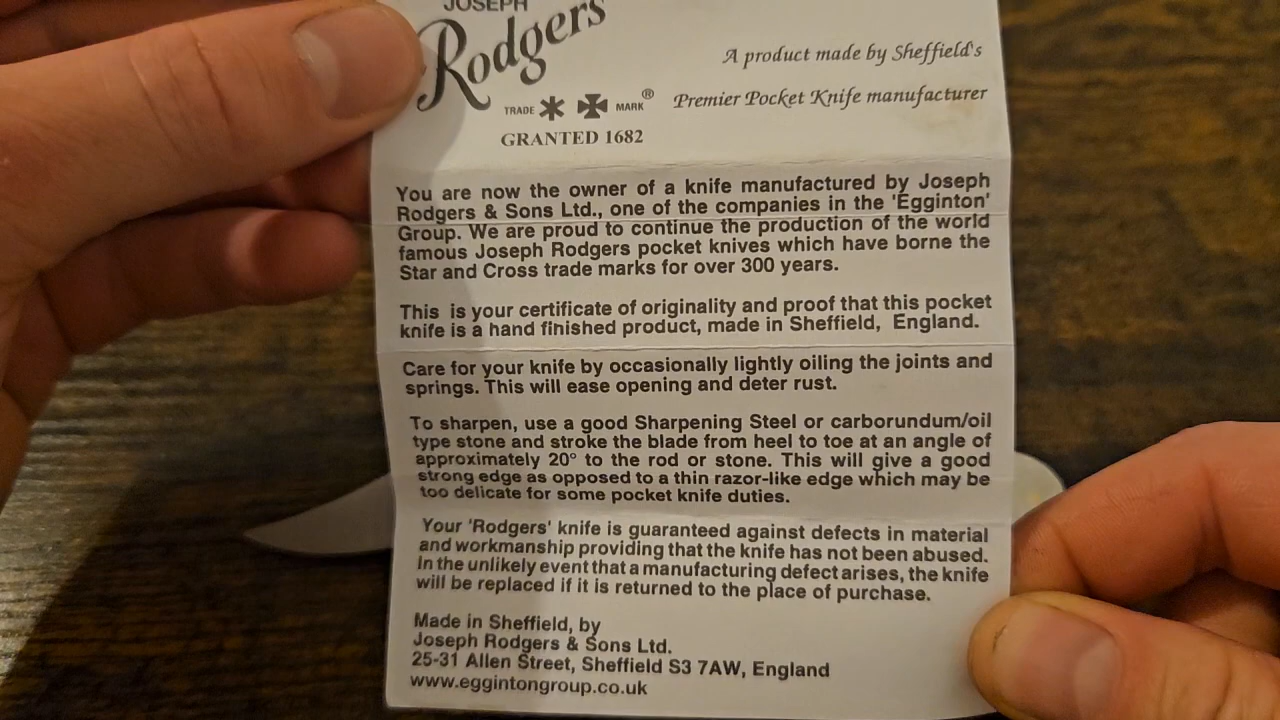 JOSEPH
Rodgers
A product made by Sheffield's
TRADE MARK® Premier Pocket Knife manufacturer
GRANTED 1682
You are now the owner of a knife manufactured by Joseph
Rodgers & Sons Ltd., one of the companies in the 'Egginton'
Group. We are proud to continue the production of the world
famous Joseph Rodgers pocket knives which have borne the
Star and Cross trade marks for over 300 years.
This is your certificate of originality and proof that this pocket
knife is a hand finished product, made in Sheffield, England.
Care for your knife by occasionally lightly oiling the joints and
springs. This will ease opening and deter rust.
To sharpen, use a good Sharpening Steel or carborundum/oil
type stone and stroke the blade from heel to toe at an angle of
approximately 20° to the rod or stone. This will give a good
strong edge as opposed to a thin razor-like edge which may be
too delicate for some pocket knife duties.
Your 'Rodgers' knife is guaranteed against defects in material
and workmanship providing that the knife has not been abused.
In the unlikely event that a manufacturing defect arises, the knife
will be replaced if it is returned to the place of purchase.
Made in Sheffield, by
Joseph Rodgers & Sons Ltd.
25-31 Allen Street, Sheffield S3 7AW, England
www.eggintongroup.co.uk